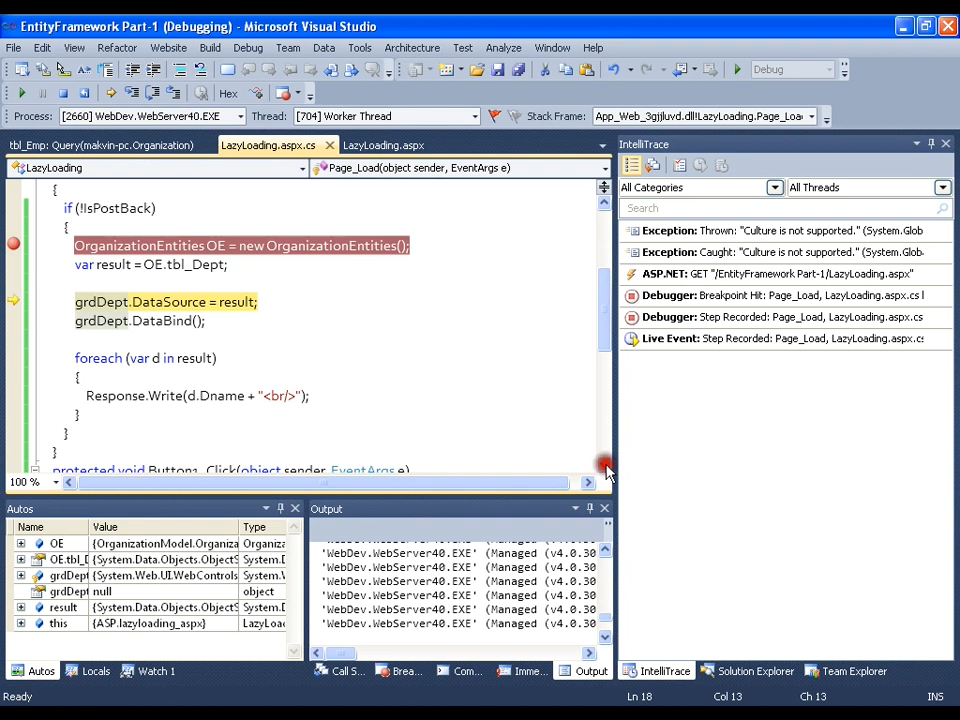 EntityFramework Part-1 (Debugging) - Microsoft Visual Studio
File Edit View Refactor Website Build Debug Team Data Tools Architecture Test Analyze Window Help
Debug
Hex
Process: [2660] WebDev.WebServer40.EXE Thread: [704] Worker Thread Stack Frame: App_Web_3gjjluvd.dll!LazyLoading.Page_Loa
tbl_Emp: Query(makvin-pc.Organization) LazyLoading.aspx.cs LazyLoading.aspx
LazyLoading Page_Load(object sender, EventArgs e)
{
if (!IsPostBack)
{
OrganizationEntities OE = new OrganizationEntities();
var result = OE.tbl_Dept;
grdDept.DataSource = result;
grdDept.DataBind();
foreach (var d in result)
{
Response.Write(d.Dname + "<br/>");
}
}
}
protected void Button1_Click(object sender, EventArgs e)
100 %
IntelliTrace
All Categories All Threads
Search
Exception: Thrown: "Culture is not supported." (System.Glob
Exception: Caught: "Culture is not supported." (System.Glob
ASP.NET: GET "/EntityFramework Part-1/LazyLoading.aspx"
Debugger: Breakpoint Hit: Page_Load, LazyLoading.aspx.cs l
Debugger: Step Recorded: Page_Load, LazyLoading.aspx.cs
Live Event: Step Recorded: Page_Load, LazyLoading.aspx.cs
Autos
Name Value Type
OE {OrganizationModel.Organiza Organiza
OE.tbl_D {System.Data.Objects.ObjectS System.D
grdDept {System.Web.UI.WebControls System.W
grdDept null object
result {System.Data.Objects.ObjectS System.D
this {ASP.lazyloading_aspx} LazyLoa
Output
'WebDev.WebServer40.EXE' (Managed (v4.0.30
'WebDev.WebServer40.EXE' (Managed (v4.0.30
'WebDev.WebServer40.EXE' (Managed (v4.0.30
'WebDev.WebServer40.EXE' (Managed (v4.0.30
'WebDev.WebServer40.EXE' (Managed (v4.0.30
'WebDev.WebServer40.EXE' (Managed (v4.0.30
Autos Locals Watch 1 Call S... Brea... Com... Imme... Output IntelliTrace Solution Explorer Team Explorer
Ready Ln 18 Col 13 Ch 13 INS